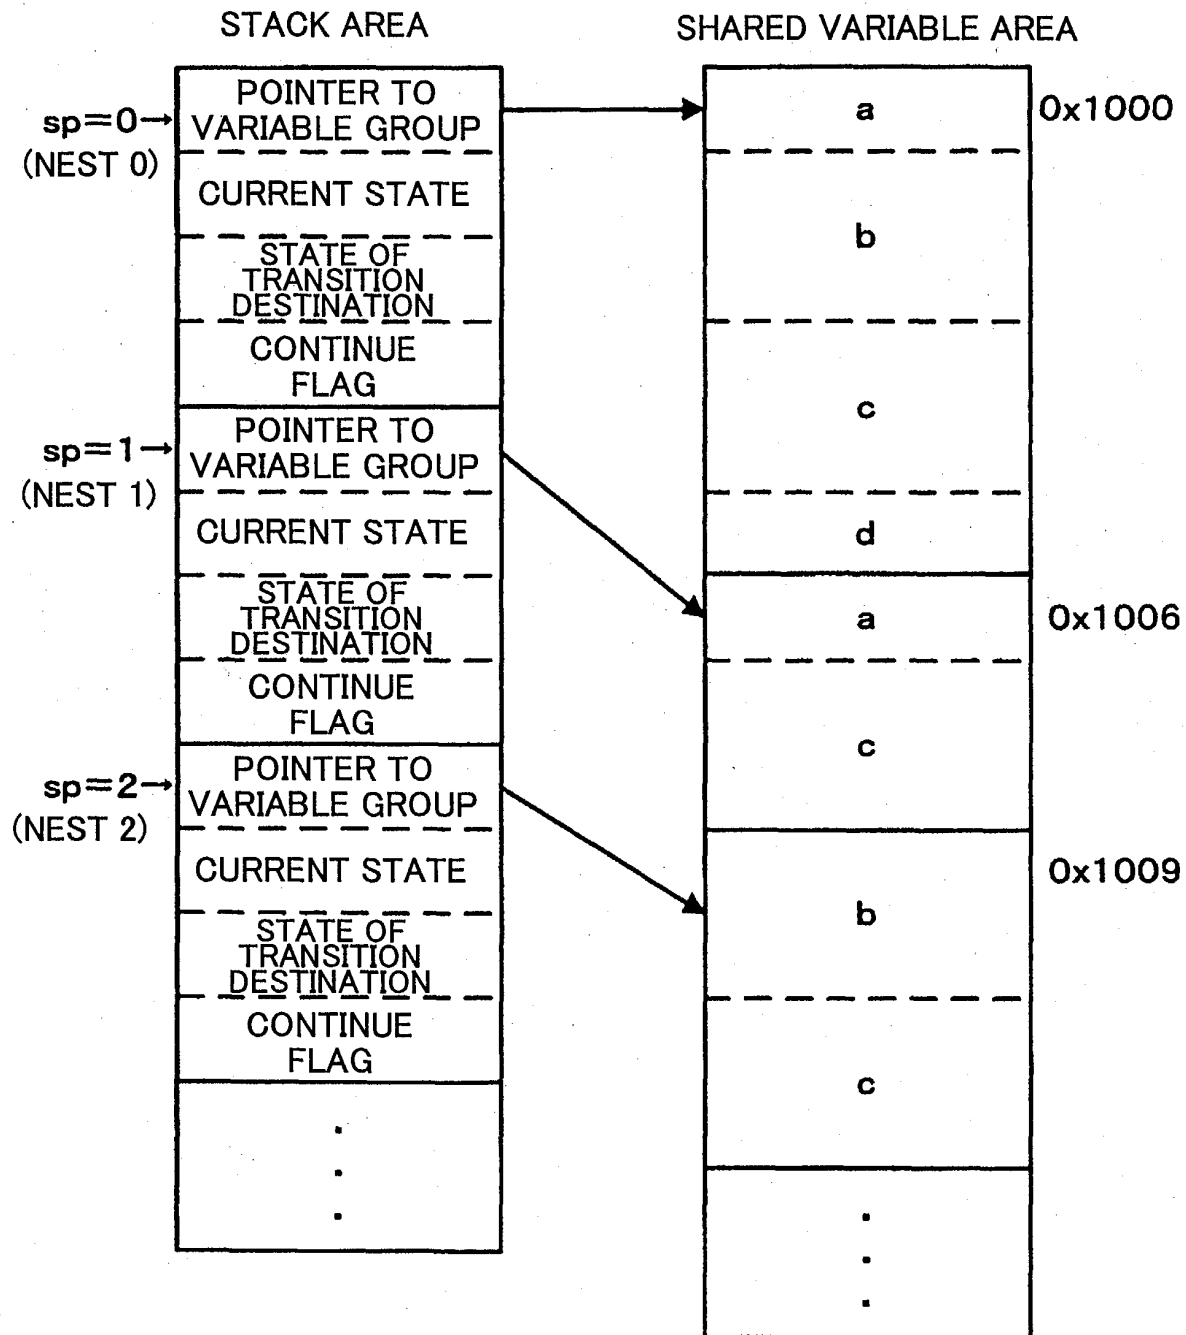 STACK AREA
SHARED VARIABLE AREA
sp=0→
(NEST 0)
POINTER TO
VARIABLE GROUP
CURRENT STATE
STATE OF
TRANSITION
DESTINATION
CONTINUE
FLAG
sp=1→
(NEST 1)
POINTER TO
VARIABLE GROUP
CURRENT STATE
STATE OF
TRANSITION
DESTINATION
CONTINUE
FLAG
sp=2→
(NEST 2)
POINTER TO
VARIABLE GROUP
CURRENT STATE
STATE OF
TRANSITION
DESTINATION
CONTINUE
FLAG
a
0x1000
b
c
d
a
0x1006
c
b
0x1009
c